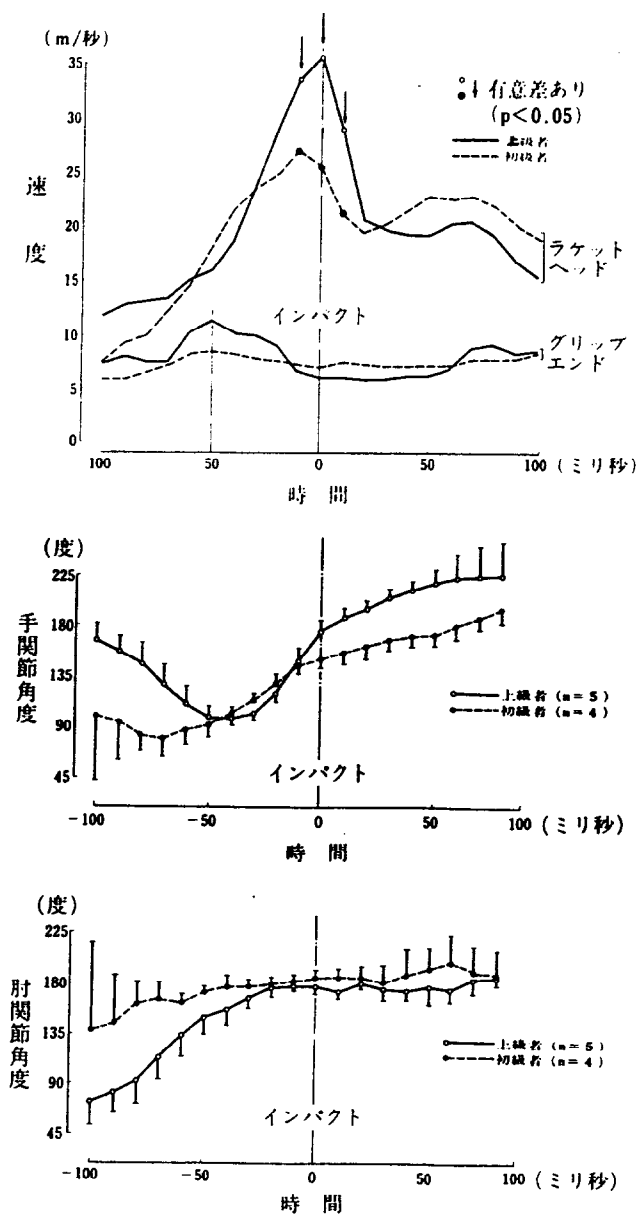 (m/秒)
35
30
25
20
15
10
5
0
速度
有意差あり
(p<0.05)
上級者
初級者
ラケット
ヘッド
インパクト
グリップ
エンド
100 50 0 50 100 (ミリ秒)
時間
(度)
225
180
135
90
45
手関節角度
上級者 (n=5)
初級者 (n=4)
インパクト
-100 -50 0 50 100 (ミリ秒)
時間
(度)
225
180
135
90
45
肘関節角度
上級者 (n=5)
初級者 (n=4)
インパクト
-100 -50 0 50 100 (ミリ秒)
時間